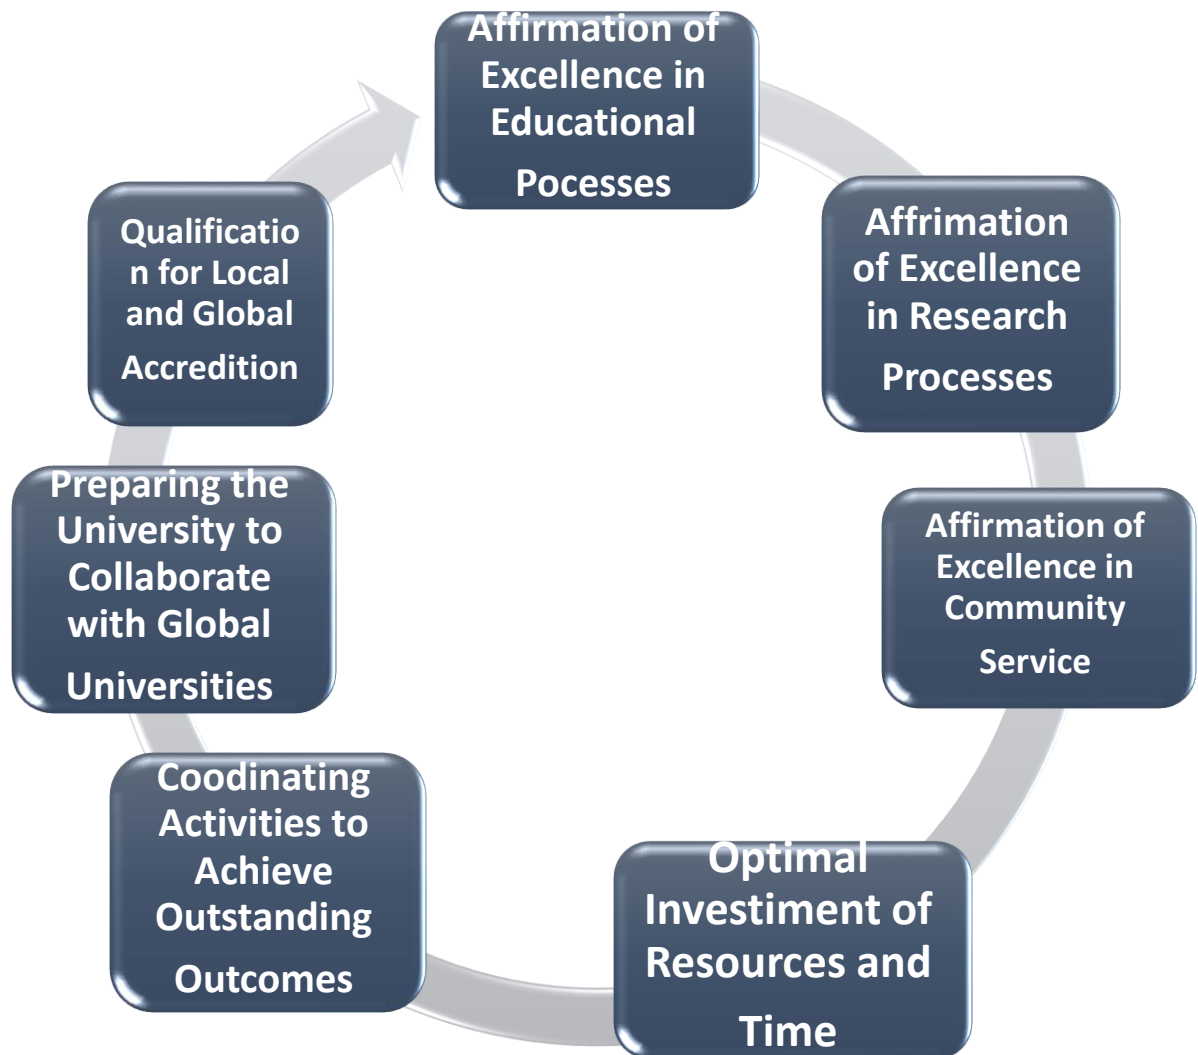 Affirmation of
Excellence in
Educational
Pocesses
Affrimation
of Excellence
in Research
Processes
Affirmation of
Excellence in
Community
Service
Optimal
Investiment of
Resources and
Time
Coodinating
Activities to
Achieve
Outstanding
Outcomes
Preparing the
University to
Collaborate
with Global
Universities
Qualificatio
n for Local
and Global
Accredition